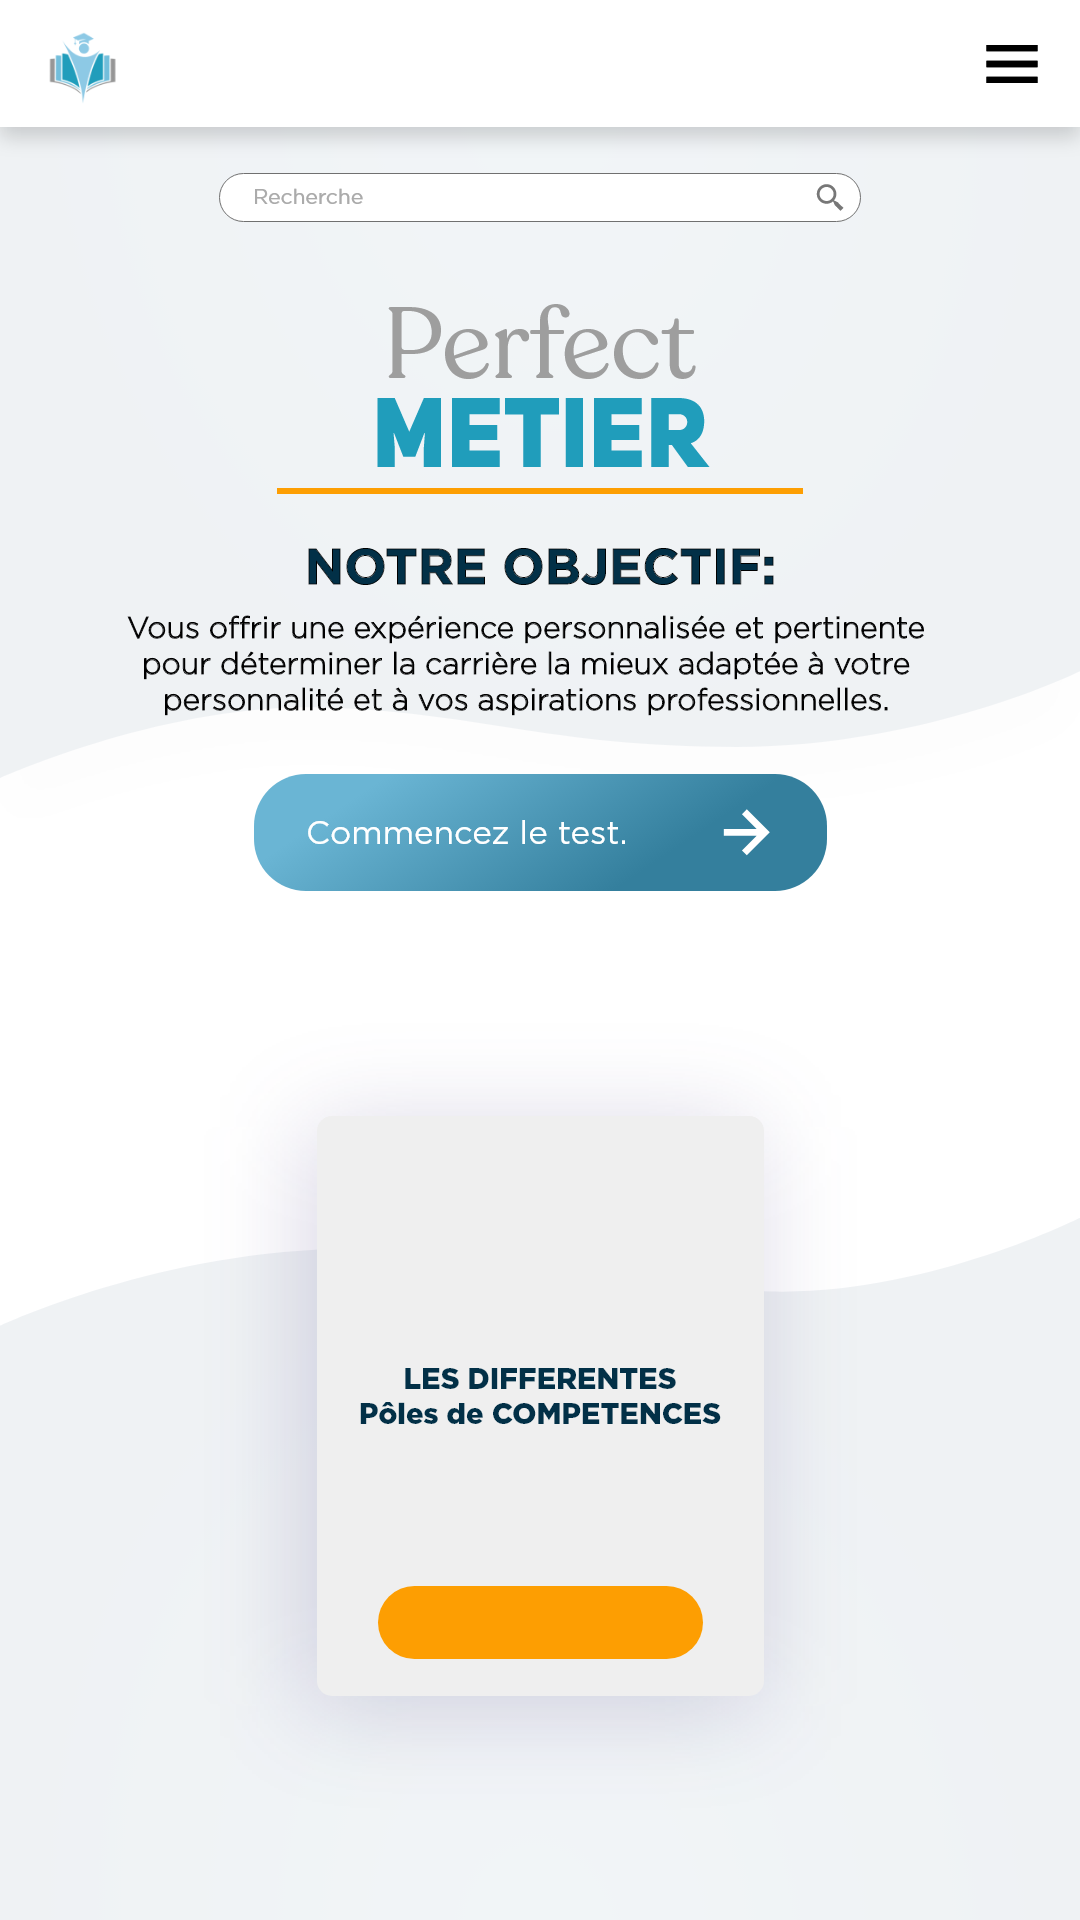 Recherche
Perfect
METIER
NOTRE OBJECTIF:
Vous offrir une expérience personnalisée et pertinente
pour déterminer la carrière la mieux adaptée à votre
personnalité et à vos aspirations professionnelles.
Commencez le test.
LES DIFFERENTES
Pôles de COMPETENCES